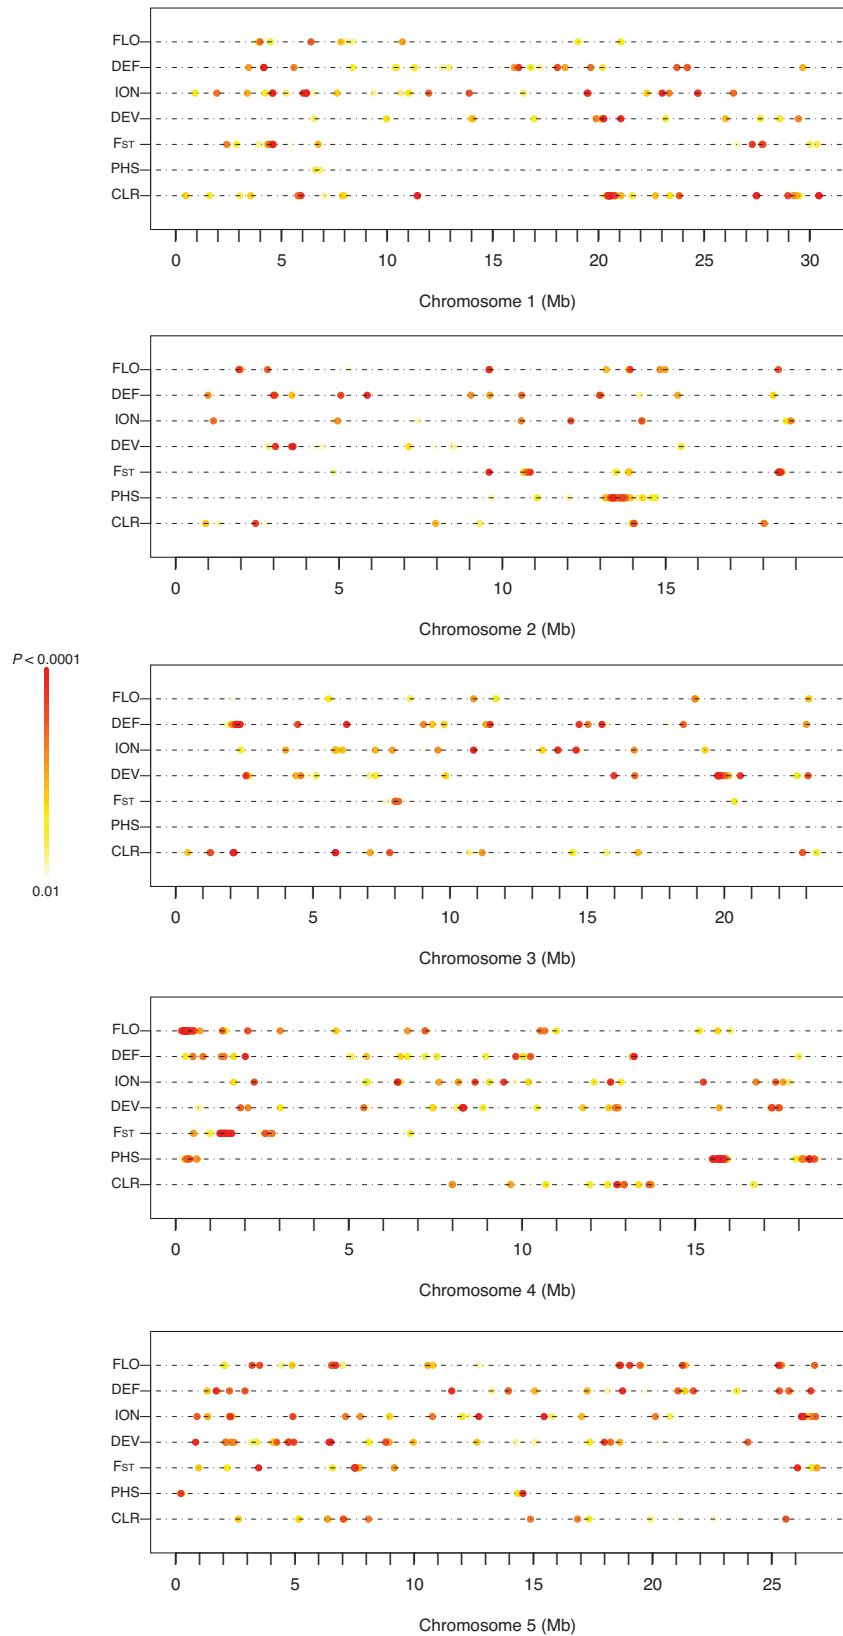 FLO
DEF
ION
DEV
FST
PHS
CLR
0 5 10 15 20 25 30
Chromosome 1 (Mb)
FLO
DEF
ION
DEV
FST
PHS
CLR
0 5 10 15
Chromosome 2 (Mb)
P < 0.0001
0.01
FLO
DEF
ION
DEV
FST
PHS
CLR
0 5 10 15 20
Chromosome 3 (Mb)
FLO
DEF
ION
DEV
FST
PHS
CLR
0 5 10 15
Chromosome 4 (Mb)
FLO
DEF
ION
DEV
FST
PHS
CLR
0 5 10 15 20 25
Chromosome 5 (Mb)